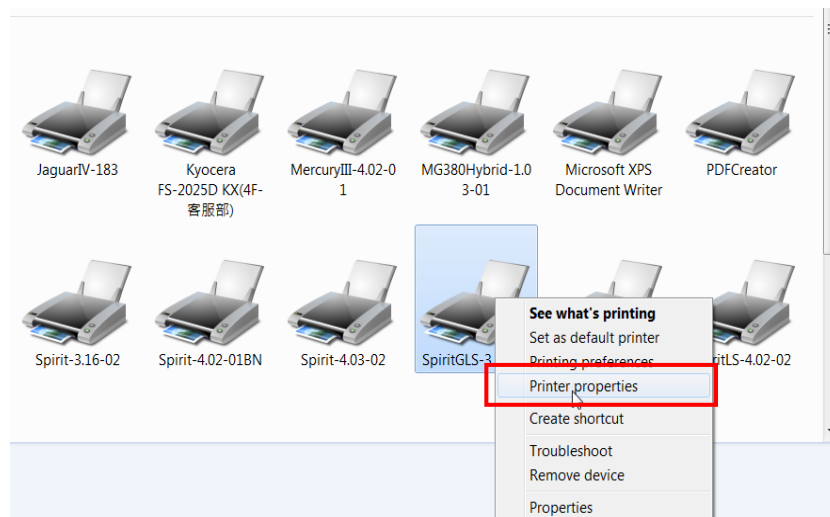 JaguarIV-183
Kyocera
FS-2025D KX(4F-
客服部)
MercuryIII-4.02-0
1
MG380Hybrid-1.0
3-01
Microsoft XPS
Document Writer
PDFCreator
Spirit-3.16-02
Spirit-4.02-01BN
Spirit-4.03-02
SpiritGLS-3
ritLS-4.02-02
See what's printing
Set as default printer
Printing preferences
Printer properties
Create shortcut
Troubleshoot
Remove device
Properties